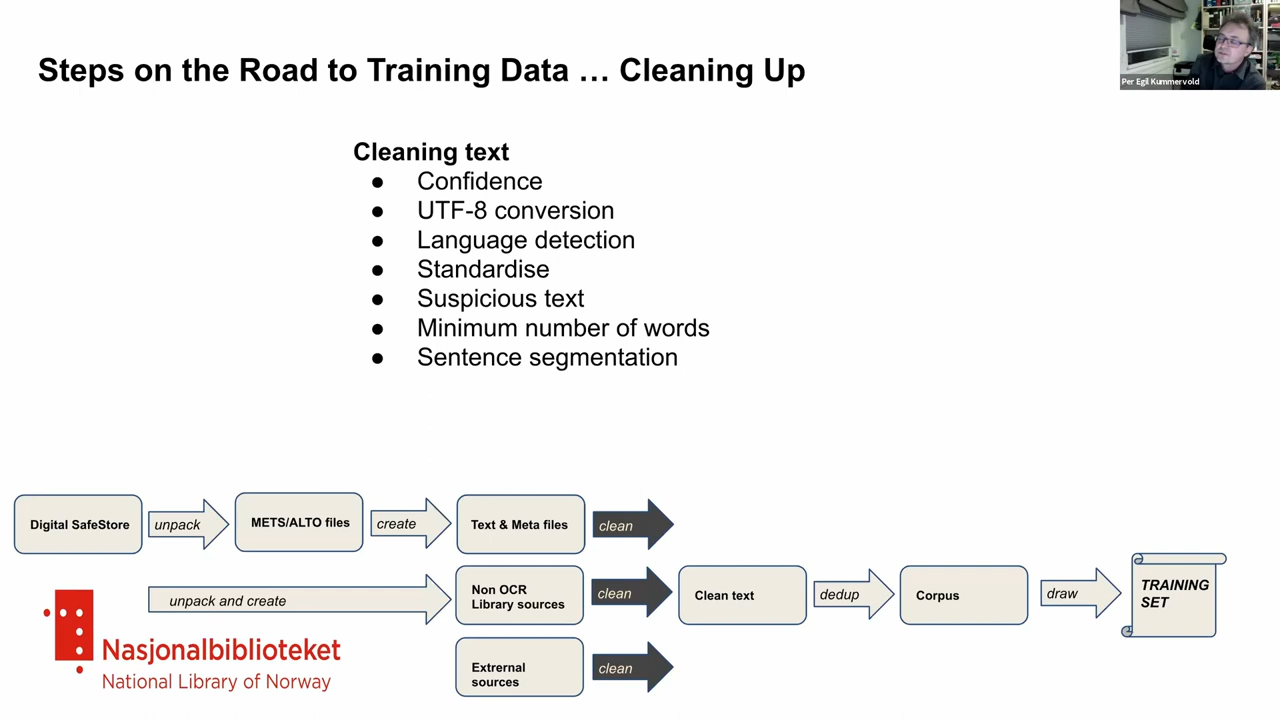 Steps on the Road to Training Data … Cleaning Up
Per Egil Kummervold
Cleaning text
● Confidence
● UTF-8 conversion
● Language detection
● Standardise
● Suspicious text
● Minimum number of words
● Sentence segmentation
Digital SafeStore
unpack
METS/ALTO files
create
Text & Meta files
clean
unpack and create
Non OCR
Library sources
clean
Clean text
dedup
Corpus
draw
TRAINING
SET
Extrernal
sources
clean
Nasjonalbiblioteket
National Library of Norway